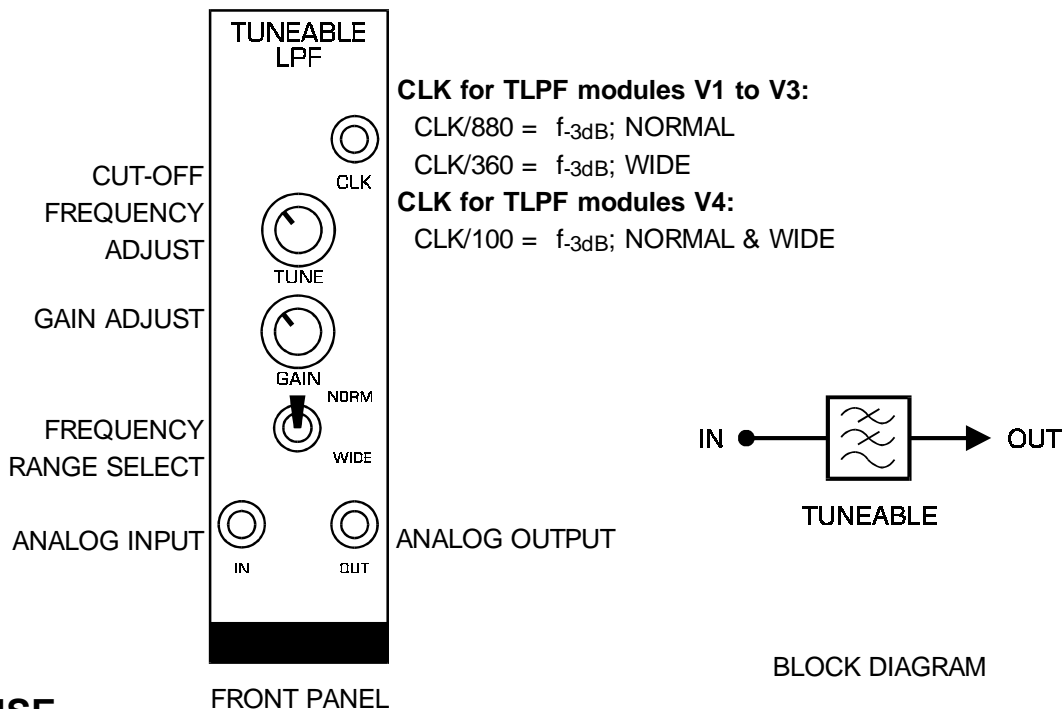 TUNEABLE
LPF
CLK for TLPF modules V1 to V3:
CLK/880 = f-3dB; NORMAL
CLK/360 = f-3dB; WIDE
CLK for TLPF modules V4:
CLK/100 = f-3dB; NORMAL & WIDE
CLK
CUT-OFF
FREQUENCY
ADJUST
TUNE
GAIN ADJUST
GAIN
NORM
FREQUENCY
RANGE SELECT
WIDE
ANALOG INPUT
IN
OUT
ANALOG OUTPUT
IN
OUT
TUNEABLE
BLOCK DIAGRAM
FRONT PANEL